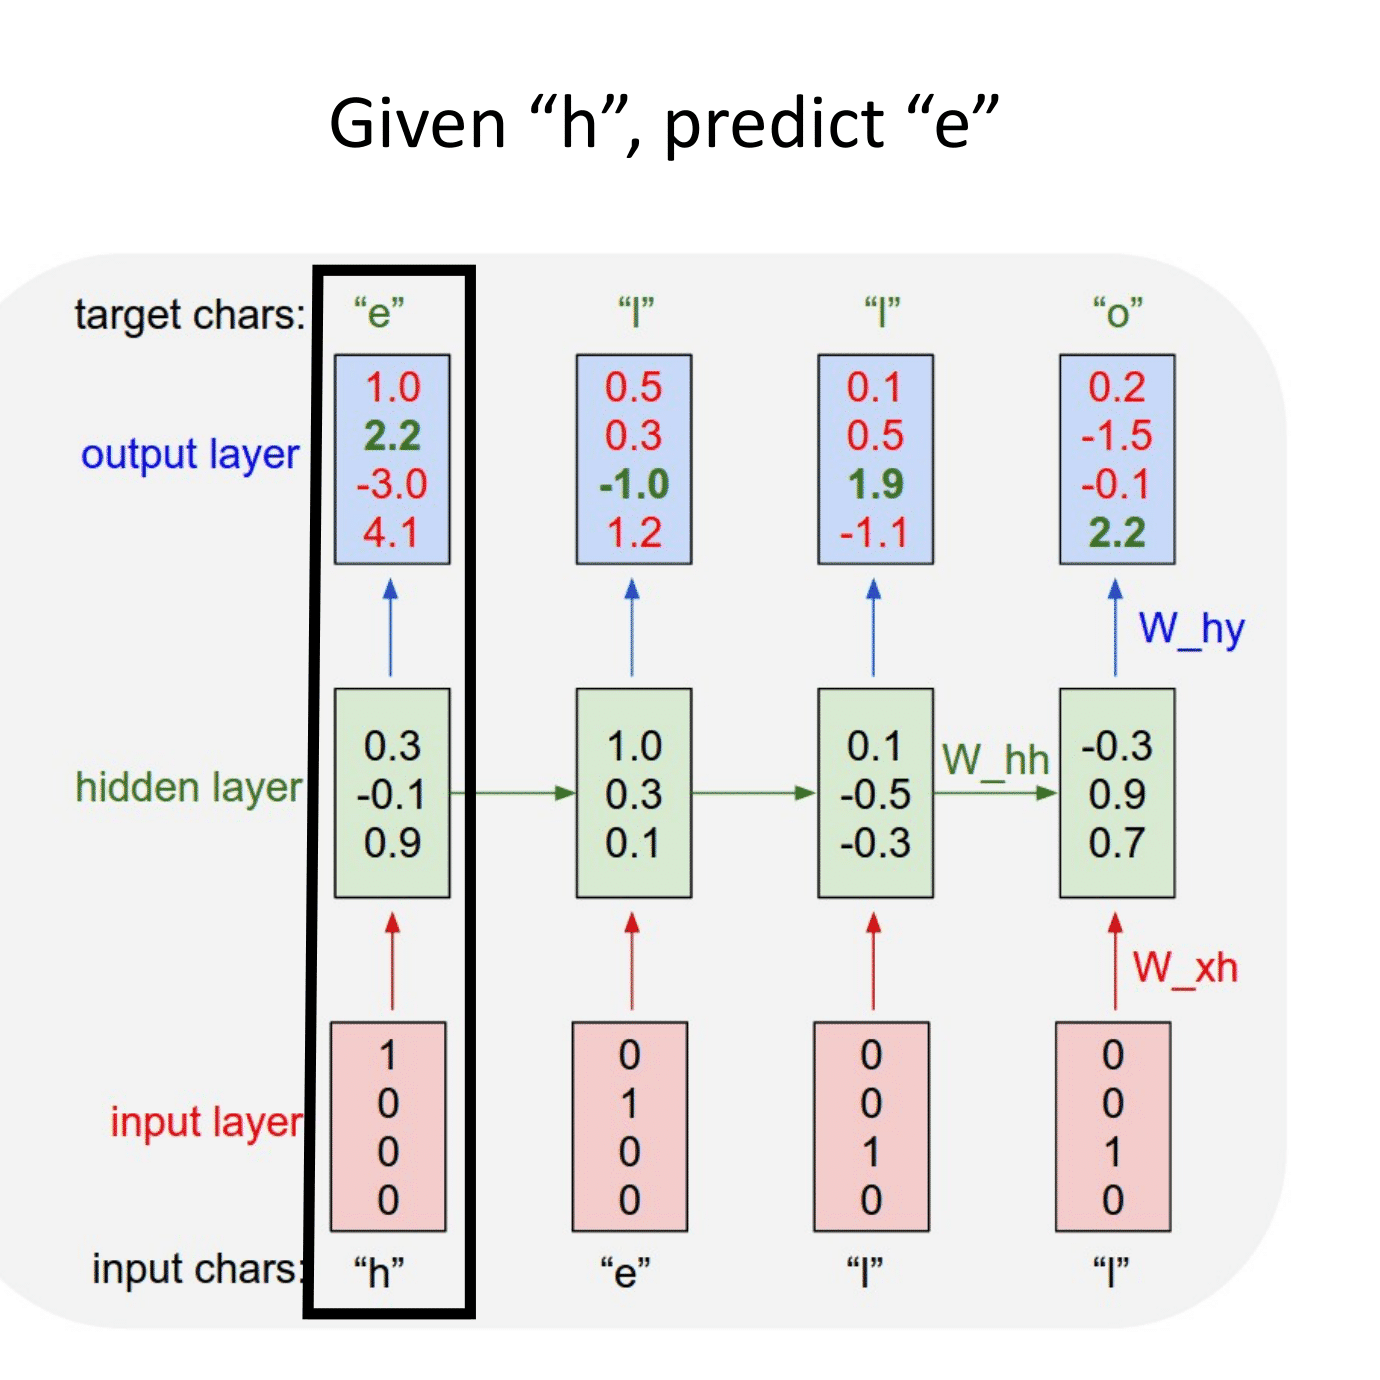 Given “h”, predict “e”
target chars: “e” “l” “l” “o”
output layer
1.0 0.5 0.1 0.2
2.2 0.3 0.5 -1.5
-3.0 -1.0 1.9 -0.1
4.1 1.2 -1.1 2.2
W_hy
hidden layer
0.3 1.0 0.1 -0.3
-0.1 0.3 -0.5 0.9
0.9 0.1 -0.3 0.7
W_hh
W_xh
input layer
1 0 0 0
0 1 0 0
0 0 1 1
0 0 0 0
input chars: “h” “e” “l” “l”